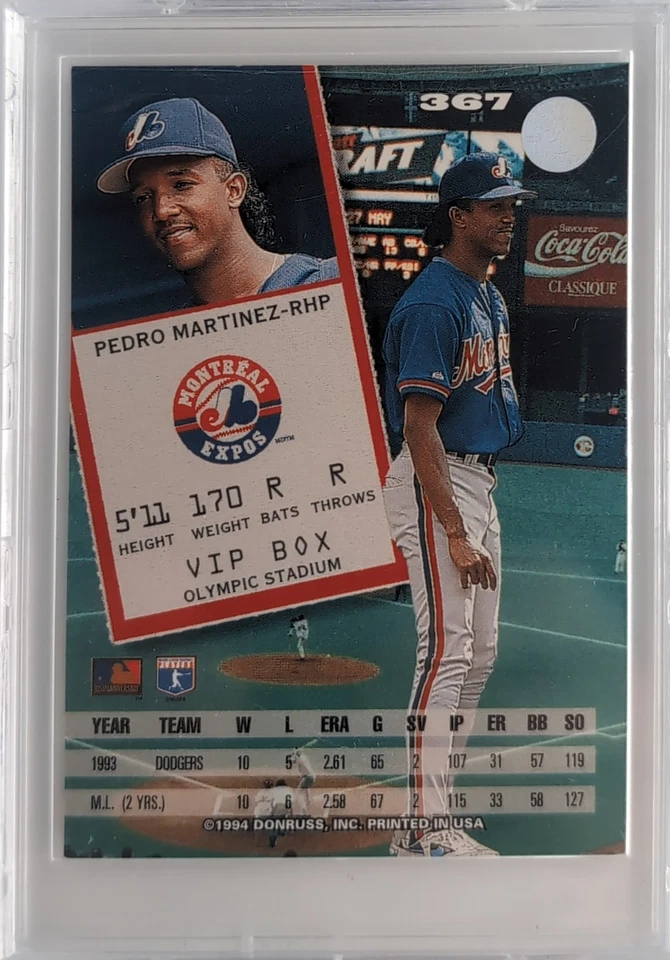 367
RAFT
27 MAY
Savourez
Coca-Cola
CLASSIQUE
PEDRO MARTINEZ-RHP
MONTRÉAL
EXPOS
5'11 170 R R
HEIGHT WEIGHT BATS THROWS
VIP BOX
OLYMPIC STADIUM
PLAYERS
YEAR TEAM W L ERA G SV IP ER BB SO
1993 DODGERS 10 5 2.61 65 2 107 31 57 119
M.L. (2 YRS.) 10 6 2.58 67 2 115 33 58 127
©1994 DONRUSS, INC. PRINTED IN USA